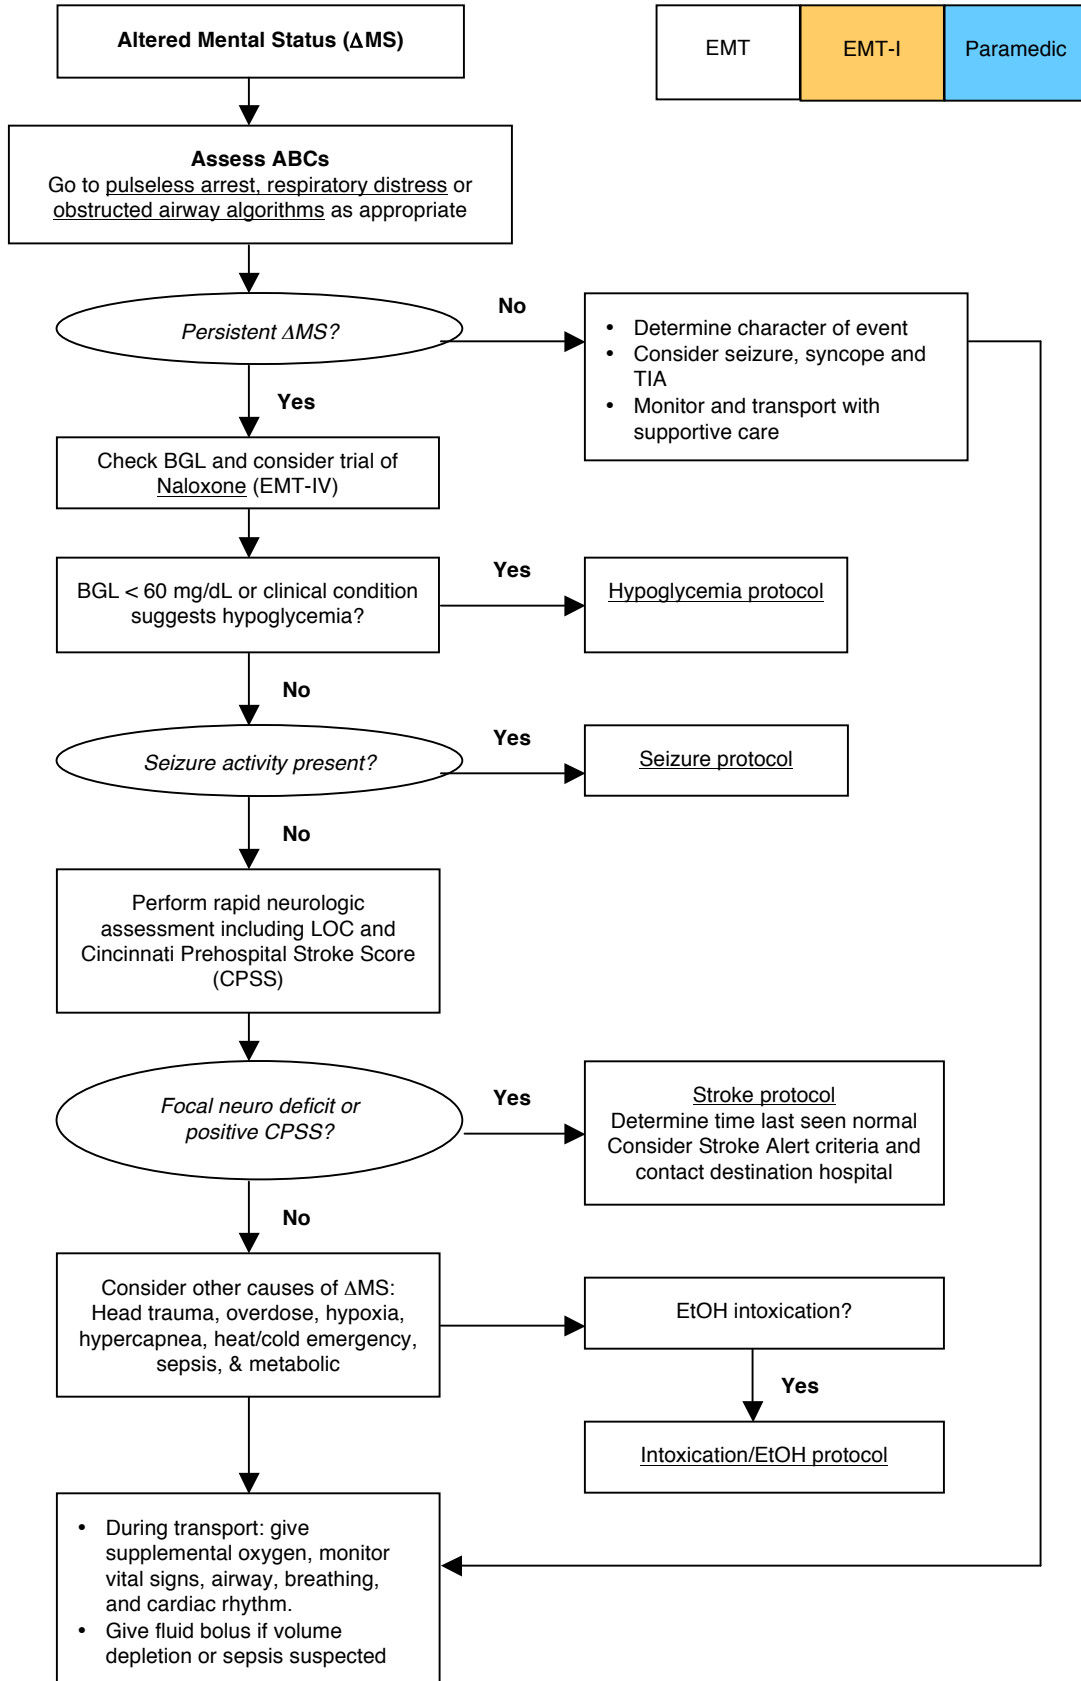 Altered Mental Status (ΔMS)
EMT
EMT-I
Paramedic
Assess ABCs
Go to pulseless arrest, respiratory distress or
obstructed airway algorithms as appropriate
Persistent ΔMS?
No
• Determine character of event
• Consider seizure, syncope and
TIA
• Monitor and transport with
supportive care
Yes
Check BGL and consider trial of
Naloxone (EMT-IV)
BGL < 60 mg/dL or clinical condition
suggests hypoglycemia?
Yes
Hypoglycemia protocol
No
Seizure activity present?
Yes
Seizure protocol
No
Perform rapid neurologic
assessment including LOC and
Cincinnati Prehospital Stroke Score
(CPSS)
Focal neuro deficit or
positive CPSS?
Yes
Stroke protocol
Determine time last seen normal
Consider Stroke Alert criteria and
contact destination hospital
No
Consider other causes of ΔMS:
Head trauma, overdose, hypoxia,
hypercapnea, heat/cold emergency,
sepsis, & metabolic
EtOH intoxication?
Yes
Intoxication/EtOH protocol
• During transport: give
supplemental oxygen, monitor
vital signs, airway, breathing,
and cardiac rhythm.
• Give fluid bolus if volume
depletion or sepsis suspected